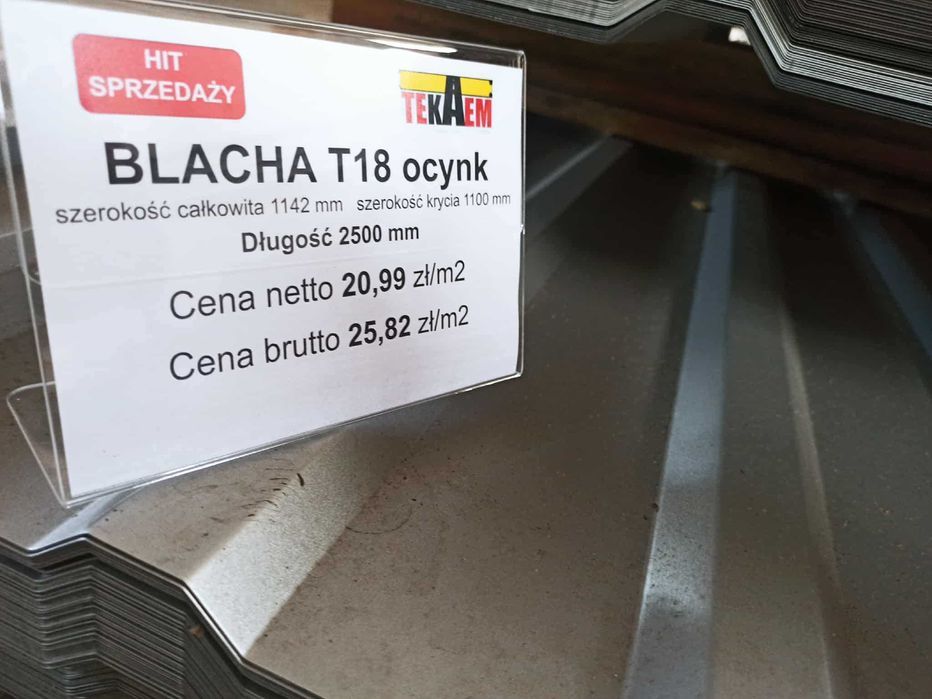 HIT
SPRZEDAŻY
TEKAEM
BLACHA T18 ocynk
szerokość całkowita 1142 mm szerokość krycia 1100 mm
Długość 2500 mm
Cena netto 20,99 zł/m2
Cena brutto 25,82 zł/m2